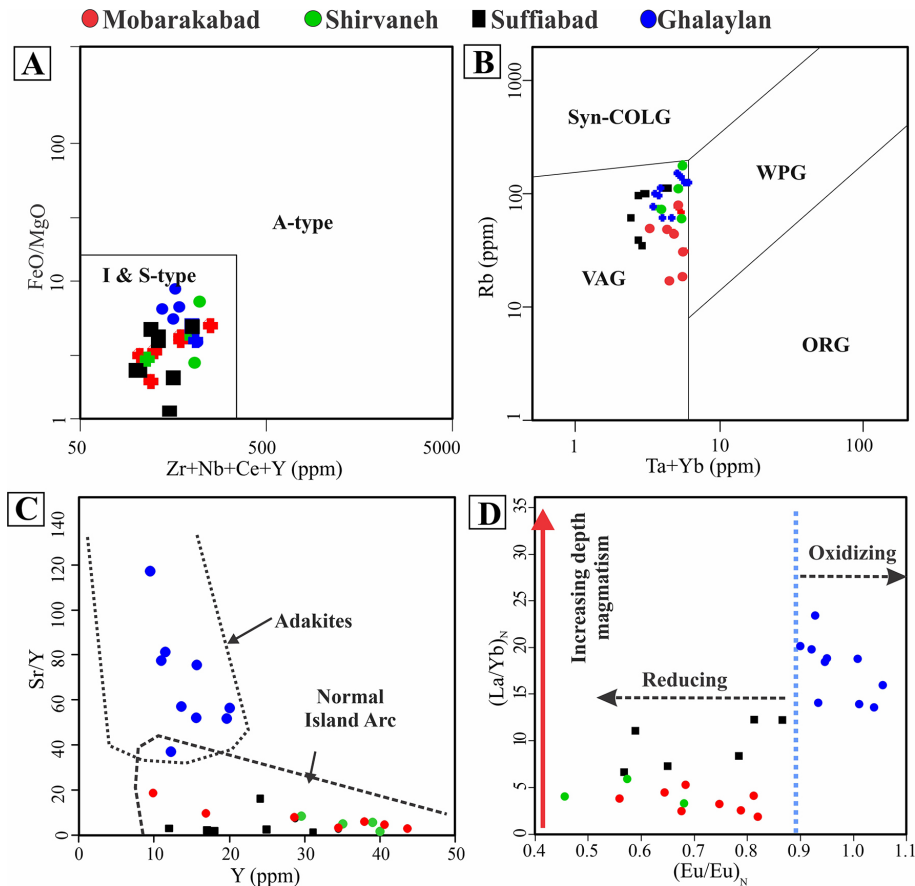 Mobarakabad Shirvaneh Suffiabad Ghalaylan
A
FeO/MgO
100
10
1
A-type
I & S-type
50 500 5000
Zr+Nb+Ce+Y (ppm)
B
Rb (ppm)
1000
100
10
1
Syn-COLG
WPG
VAG
ORG
1 10 100
Ta+Yb (ppm)
C
Sr/Y
140
120
100
80
60
40
20
0
Adakites
Normal
Island Arc
0 10 20 30 40 50
Y (ppm)
D
(La/Yb)N
35
30
25
20
15
10
5
0
Increasing depth
magmatism
Oxidizing
Reducing
0.4 0.5 0.6 0.7 0.8 0.9 1.0 1.1
(Eu/Eu)N